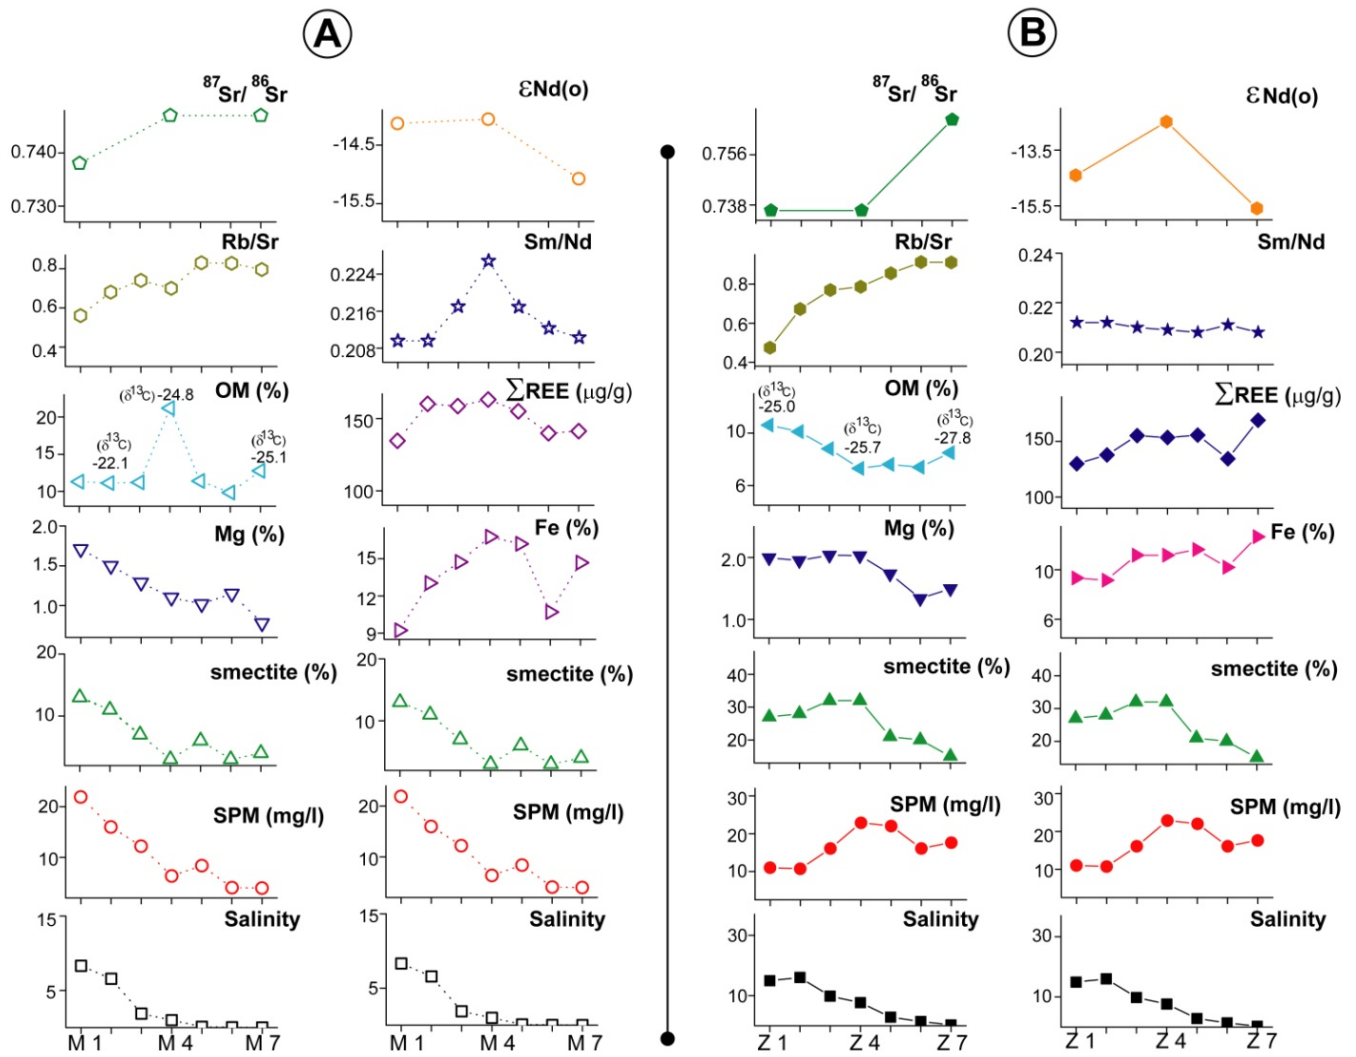 A
B
87Sr/ 86Sr
0.740
0.730
εNd(o)
-14.5
-15.5
87Sr/ 86Sr
0.756
0.738
εNd(o)
-13.5
-15.5
Rb/Sr
0.8
0.6
0.4
Sm/Nd
0.224
0.216
0.208
Rb/Sr
0.8
0.6
0.4
Sm/Nd
0.24
0.22
0.20
OM (%)
(δ13C) -24.8
20
15
10
(δ13C)
-22.1
(δ13C)
-25.1
∑REE (μg/g)
150
100
OM (%)
(δ13C)
-25.0
10
6
(δ13C)
-25.7
(δ13C)
-27.8
∑REE (μg/g)
150
100
Mg (%)
2.0
1.5
1.0
Fe (%)
15
12
9
Mg (%)
2.0
1.0
Fe (%)
10
6
smectite (%)
20
10
smectite (%)
20
10
smectite (%)
40
30
20
smectite (%)
40
30
20
SPM (mg/l)
20
10
SPM (mg/l)
20
10
SPM (mg/l)
30
20
10
SPM (mg/l)
30
20
10
Salinity
15
5
M 1 M 4 M 7
Salinity
15
5
M 1 M 4 M 7
Salinity
30
10
Z 1 Z 4 Z 7
Salinity
30
10
Z 1 Z 4 Z 7